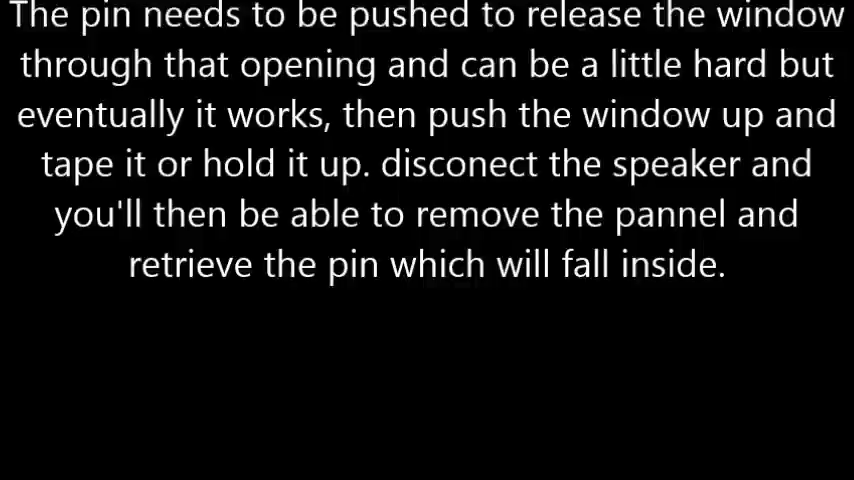 The pin needs to be pushed to release the window
through that opening and can be a little hard but
eventually it works, then push the window up and
tape it or hold it up. disconect the speaker and
you'll then be able to remove the pannel and
retrieve the pin which will fall inside.